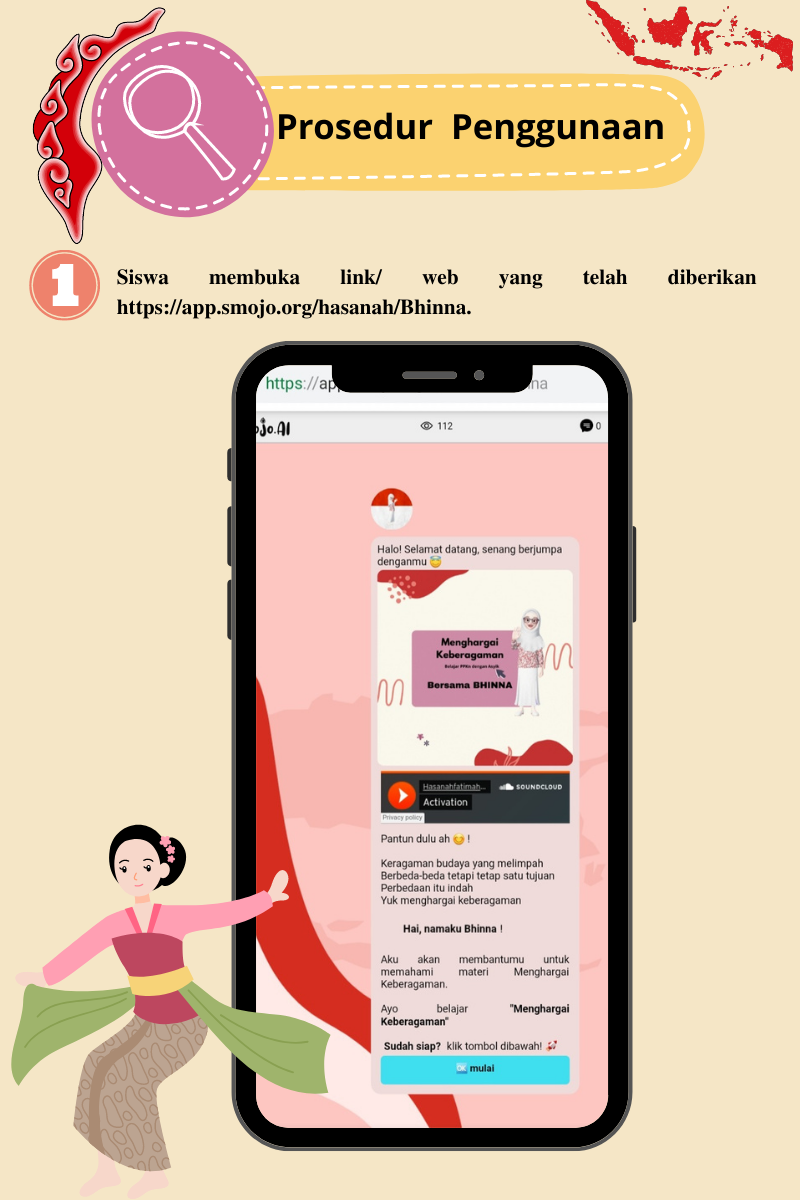 Prosedur Penggunaan
1
Siswa membuka link/ web yang telah diberikan
https://app.smojo.org/hasanah/Bhinna.
https://ap
na
ojo.AI
112
0
Halo! Selamat datang, senang berjumpa
denganmu 😇
Menghargai
Keberagaman
Belajar PPKn dengan Asyik
Bersama BHINNA
Hasanahfatimah...
SOUNDCLOUD
Activation
Privacy policy
Pantun dulu ah 😊 !
Keragaman budaya yang melimpah
Berbeda-beda tetapi tetap satu tujuan
Perbedaan itu indah
Yuk menghargai keberagaman
Hai, namaku Bhinna !
Aku akan membantumu untuk
memahami materi Menghargai
Keberagaman.
Ayo belajar "Menghargai
Keberagaman"
Sudah siap? klik tombol dibawah! 🚀
🆗 mulai